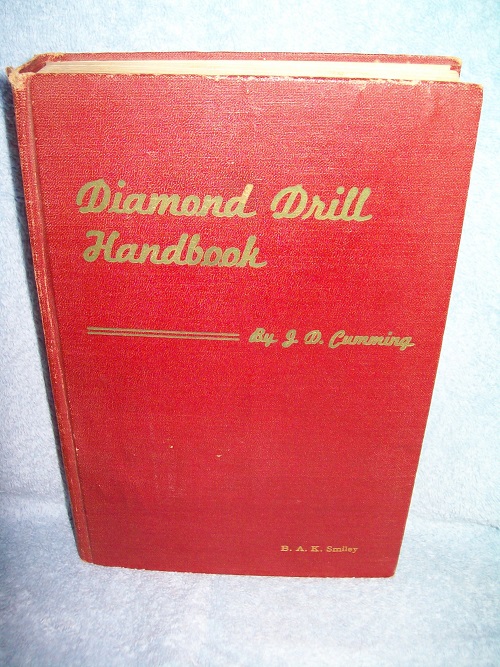 Diamond Drill
Handbook
By J. D. Cumming
B. A. K. Smiley